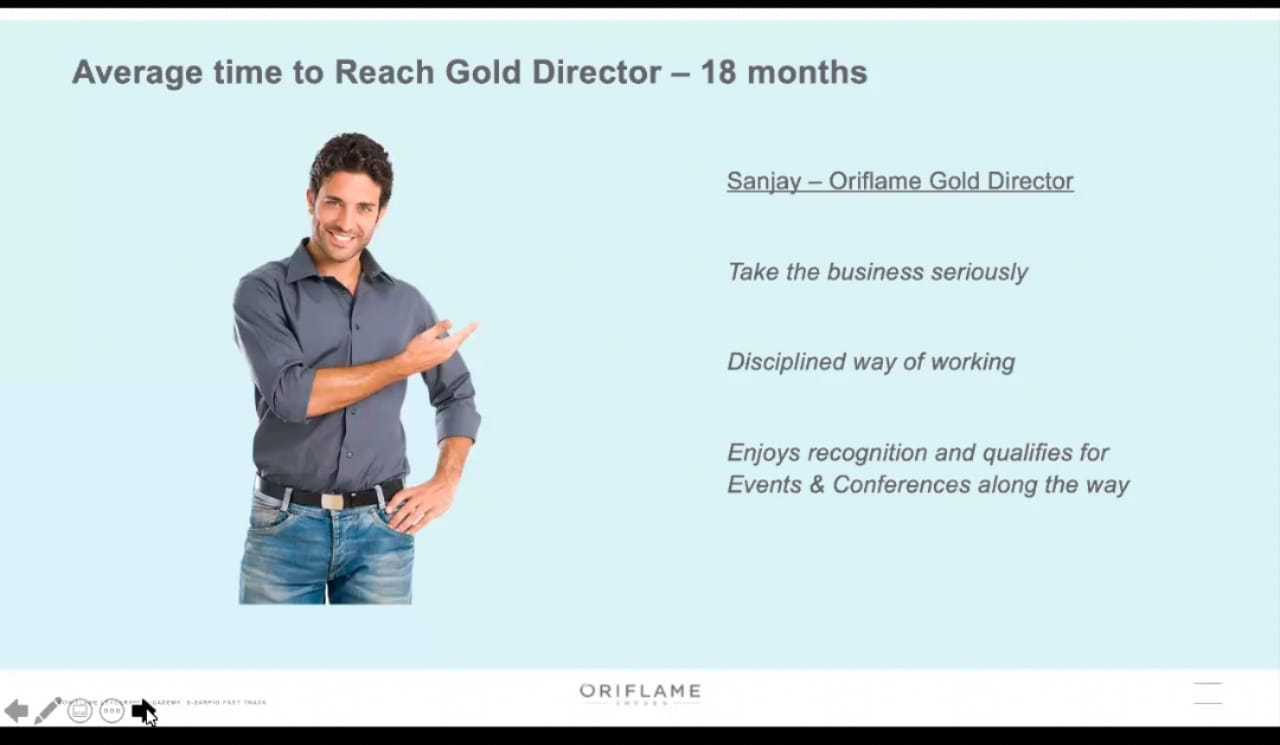 Average time to Reach Gold Director – 18 months
Sanjay – Oriflame Gold Director
Take the business seriously
Disciplined way of working
Enjoys recognition and qualifies for
Events & Conferences along the way
ORIFLAME
SWEDEN